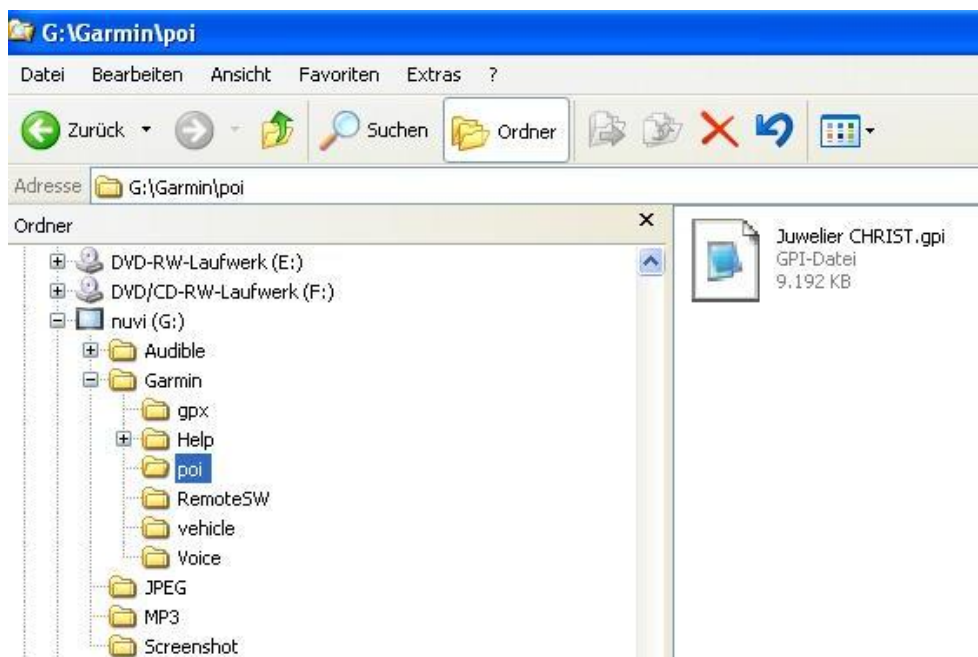 G:\Garmin\poi
Datei Bearbeiten Ansicht Favoriten Extras ?
Zurück Suchen Ordner
Adresse G:\Garmin\poi
Ordner
DVD-RW-Laufwerk (E:)
DVD/CD-RW-Laufwerk (F:)
nuvi (G:)
Audible
Garmin
gpx
Help
poi
RemoteSW
vehicle
Voice
JPEG
MP3
Screenshot
Juwelier CHRIST.gpi
GPI-Datei
9.192 KB